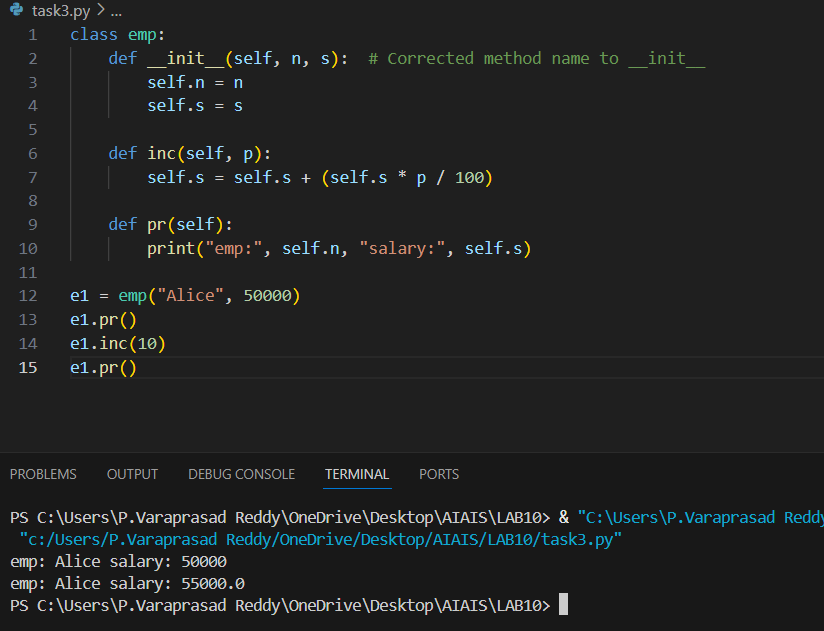 task3.py > ...
1 class emp:
2     def __init__(self, n, s):  # Corrected method name to __init__
3         self.n = n
4         self.s = s
5
6     def inc(self, p):
7         self.s = self.s + (self.s * p / 100)
8
9     def pr(self):
10         print("emp:", self.n, "salary:", self.s)
11
12 e1 = emp("Alice", 50000)
13 e1.pr()
14 e1.inc(10)
15 e1.pr()
PROBLEMS OUTPUT DEBUG CONSOLE TERMINAL PORTS
PS C:\Users\P.Varaprasad Reddy\OneDrive\Desktop\AIAIS\LAB10> & "C:\Users\P.Varaprasad Reddy
"c:/Users/P.Varaprasad Reddy/OneDrive/Desktop/AIAIS/LAB10/task3.py"
emp: Alice salary: 50000
emp: Alice salary: 55000.0
PS C:\Users\P.Varaprasad Reddy\OneDrive\Desktop\AIAIS\LAB10>